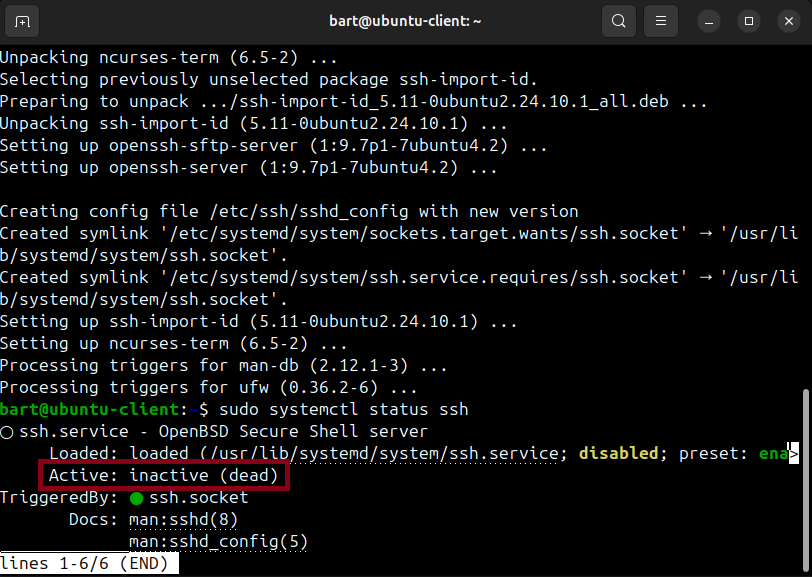 bart@ubuntu-client: ~
Unpacking ncurses-term (6.5-2) ...
Selecting previously unselected package ssh-import-id.
Preparing to unpack .../ssh-import-id_5.11-0ubuntu2.24.10.1_all.deb ...
Unpacking ssh-import-id (5.11-0ubuntu2.24.10.1) ...
Setting up openssh-sftp-server (1:9.7p1-7ubuntu4.2) ...
Setting up openssh-server (1:9.7p1-7ubuntu4.2) ...
Creating config file /etc/ssh/sshd_config with new version
Created symlink '/etc/systemd/system/sockets.target.wants/ssh.socket' → '/usr/li
b/systemd/system/ssh.socket'.
Created symlink '/etc/systemd/system/ssh.service.requires/ssh.socket' → '/usr/li
b/systemd/system/ssh.socket'.
Setting up ssh-import-id (5.11-0ubuntu2.24.10.1) ...
Setting up ncurses-term (6.5-2) ...
Processing triggers for man-db (2.12.1-3) ...
Processing triggers for ufw (0.36.2-6) ...
bart@ubuntu-client:~$ sudo systemctl status ssh
○ ssh.service - OpenBSD Secure Shell server
Loaded: loaded (/usr/lib/systemd/system/ssh.service; disabled; preset: ena>
Active: inactive (dead)
TriggeredBy: ● ssh.socket
Docs: man:sshd(8)
man:sshd_config(5)
lines 1-6/6 (END)